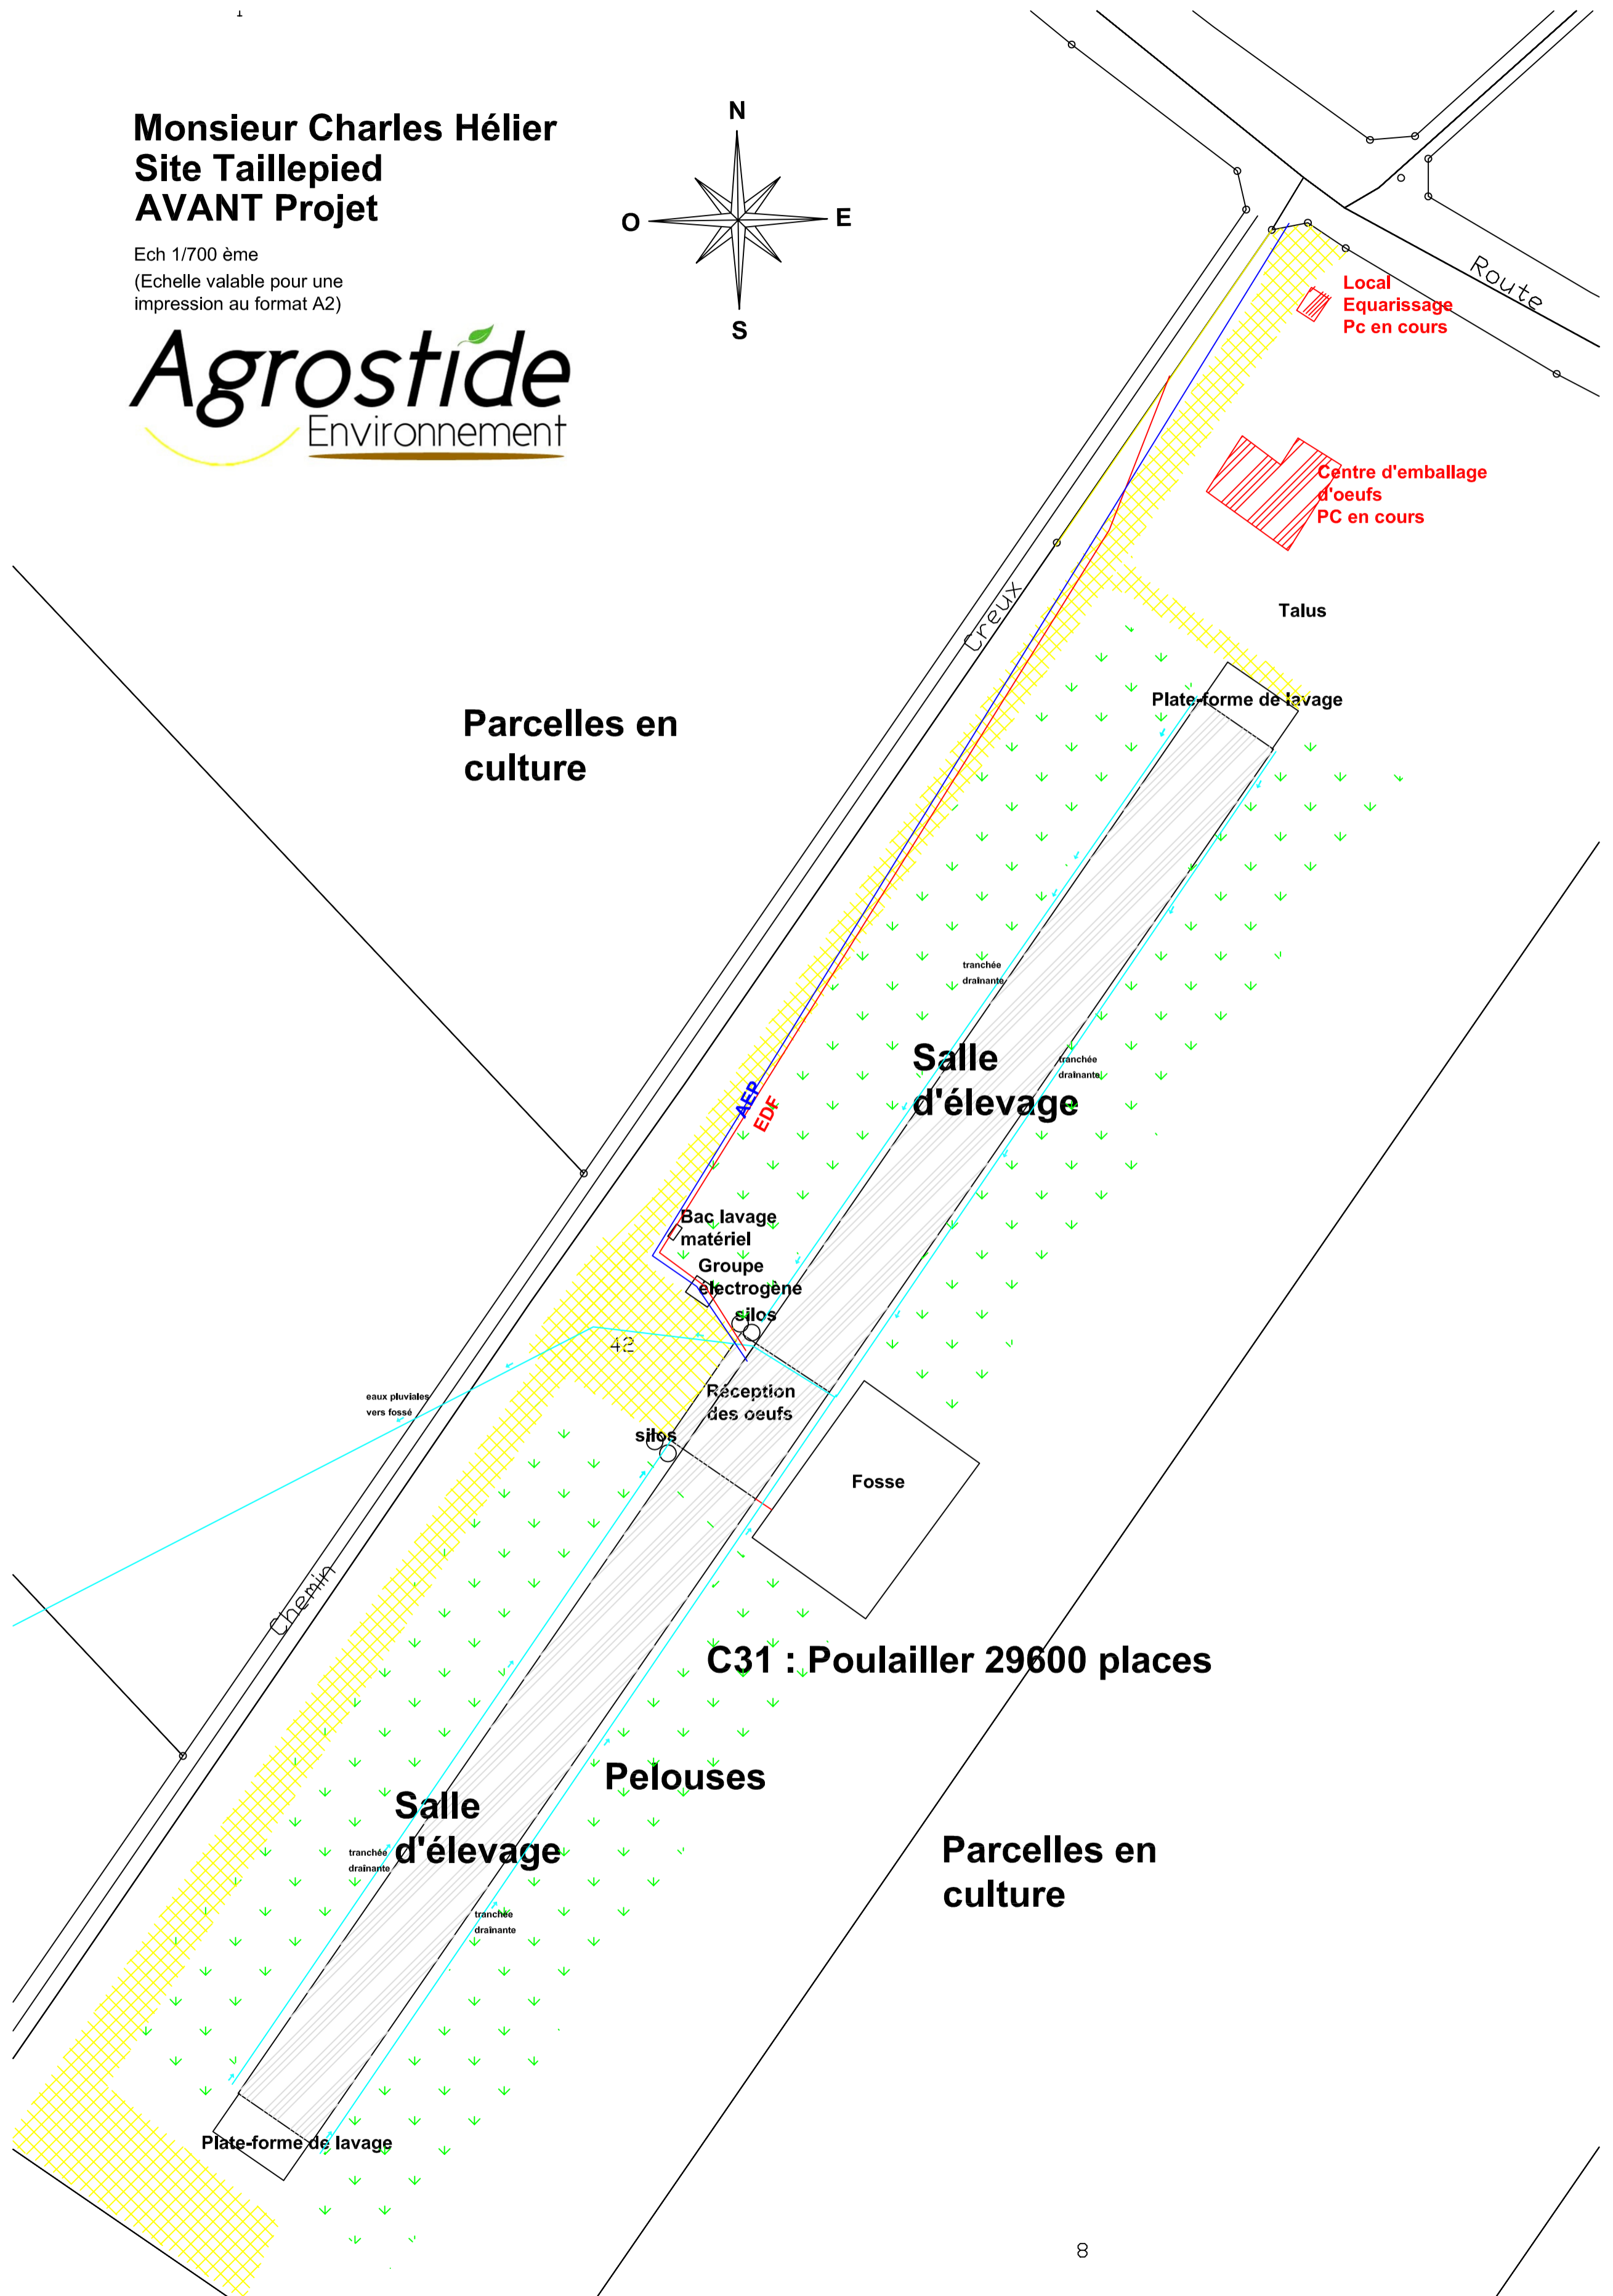 Monsieur Charles Hélier
Site Taillepied
AVANT Projet
Ech 1/700 ème
(Echelle valable pour une
impression au format A2)
Agrostide
Environnement
N
O
E
S
Route
Local
Equarissage
Pc en cours
Centre d'emballage
d'oeufs
PC en cours
Creux
Talus
Plate-forme de lavage
Parcelles en
culture
tranchée
drainante
Salle
d'élevage
tranchée
drainante
AEP
EDF
Bac lavage
matériel
Groupe
électrogène
silos
42
eaux pluviales
vers fossé
Réception
des oeufs
silos
Fosse
Chemin
C31 : Poulailler 29600 places
Pelouses
Salle
d'élevage
tranchée
drainante
Parcelles en
culture
tranchée
drainante
Plate-forme de lavage
8